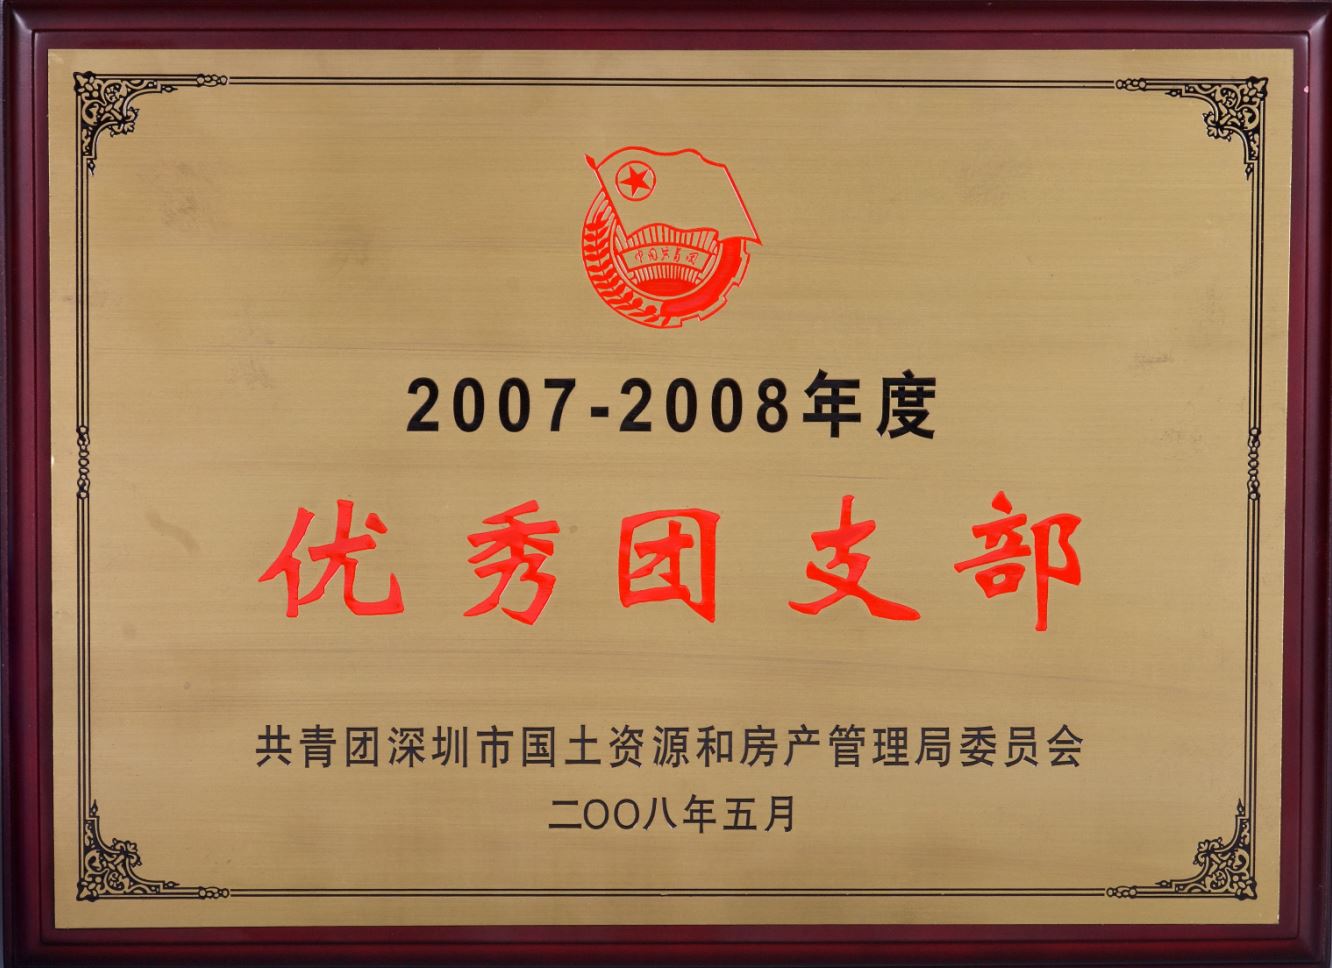 中国共青团
2007-2008年度
优秀团支部
共青团深圳市国土资源和房产管理局委员会
二〇〇八年五月